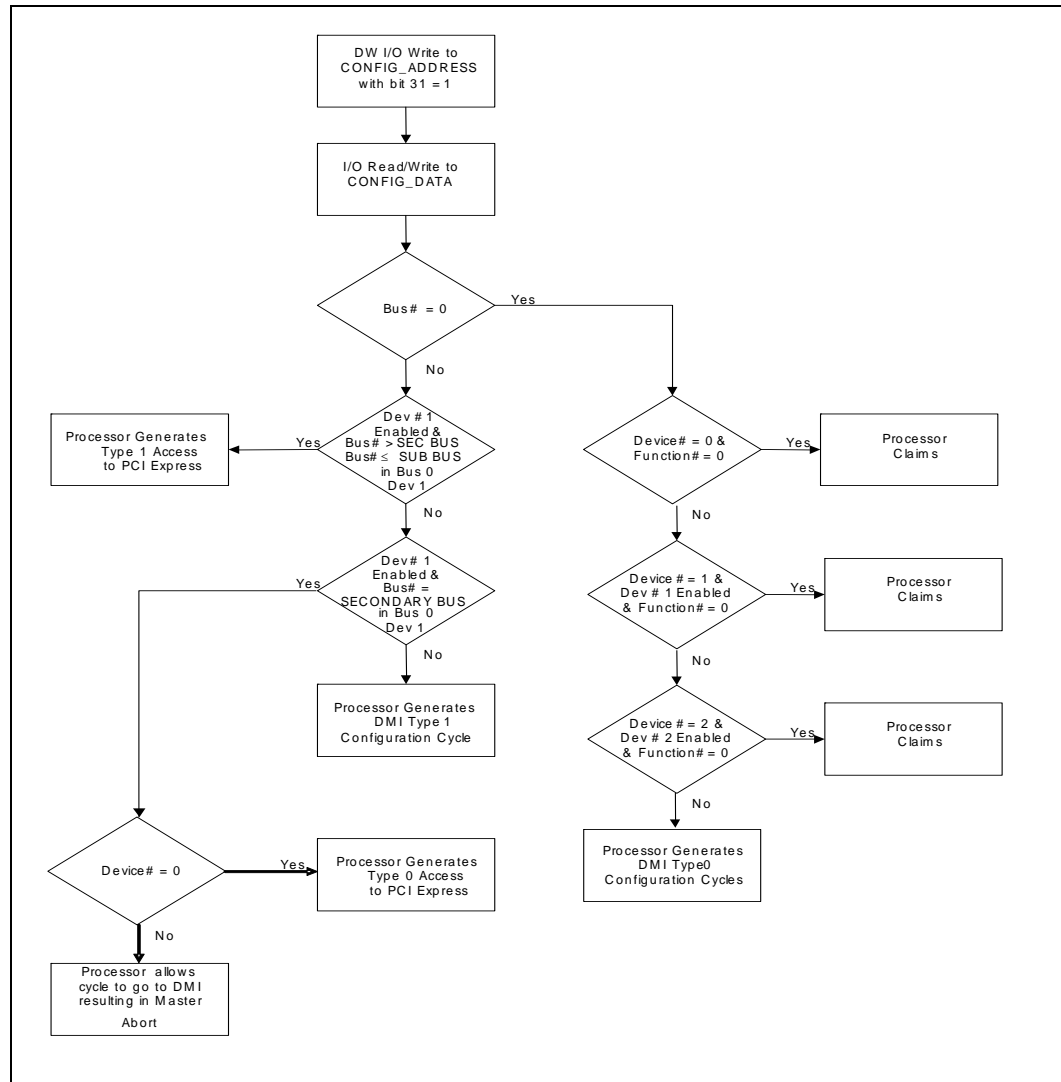 DW I/O Write to
CONFIG_ADDRESS
with bit 31 = 1
I/O Read/Write to
CONFIG_DATA
Bus# = 0
Yes
No
Dev # 1
Enabled &
Bus# > SEC BUS
Bus# ≤ SUB BUS
in Bus 0
Dev 1
Yes
Processor Generates
Type 1 Access
to PCI Express
No
Device# = 0 &
Function# = 0
Yes
Processor
Claims
No
Dev# 1
Enabled &
Bus# =
SECONDARY BUS
in Bus 0
Dev 1
Yes
No
Device# = 1 &
Dev # 1 Enabled
& Function# = 0
Yes
Processor
Claims
No
Processor Generates
DMI Type 1
Configuration Cycle
Device# = 2 &
Dev # 2 Enabled
& Function# = 0
Yes
Processor
Claims
No
Processor Generates
DMI Type0
Configuration Cycles
Device# = 0
Yes
Processor Generates
Type 0 Access
to PCI Express
No
Processor allows
cycle to go to DMI
resulting in Master
Abort